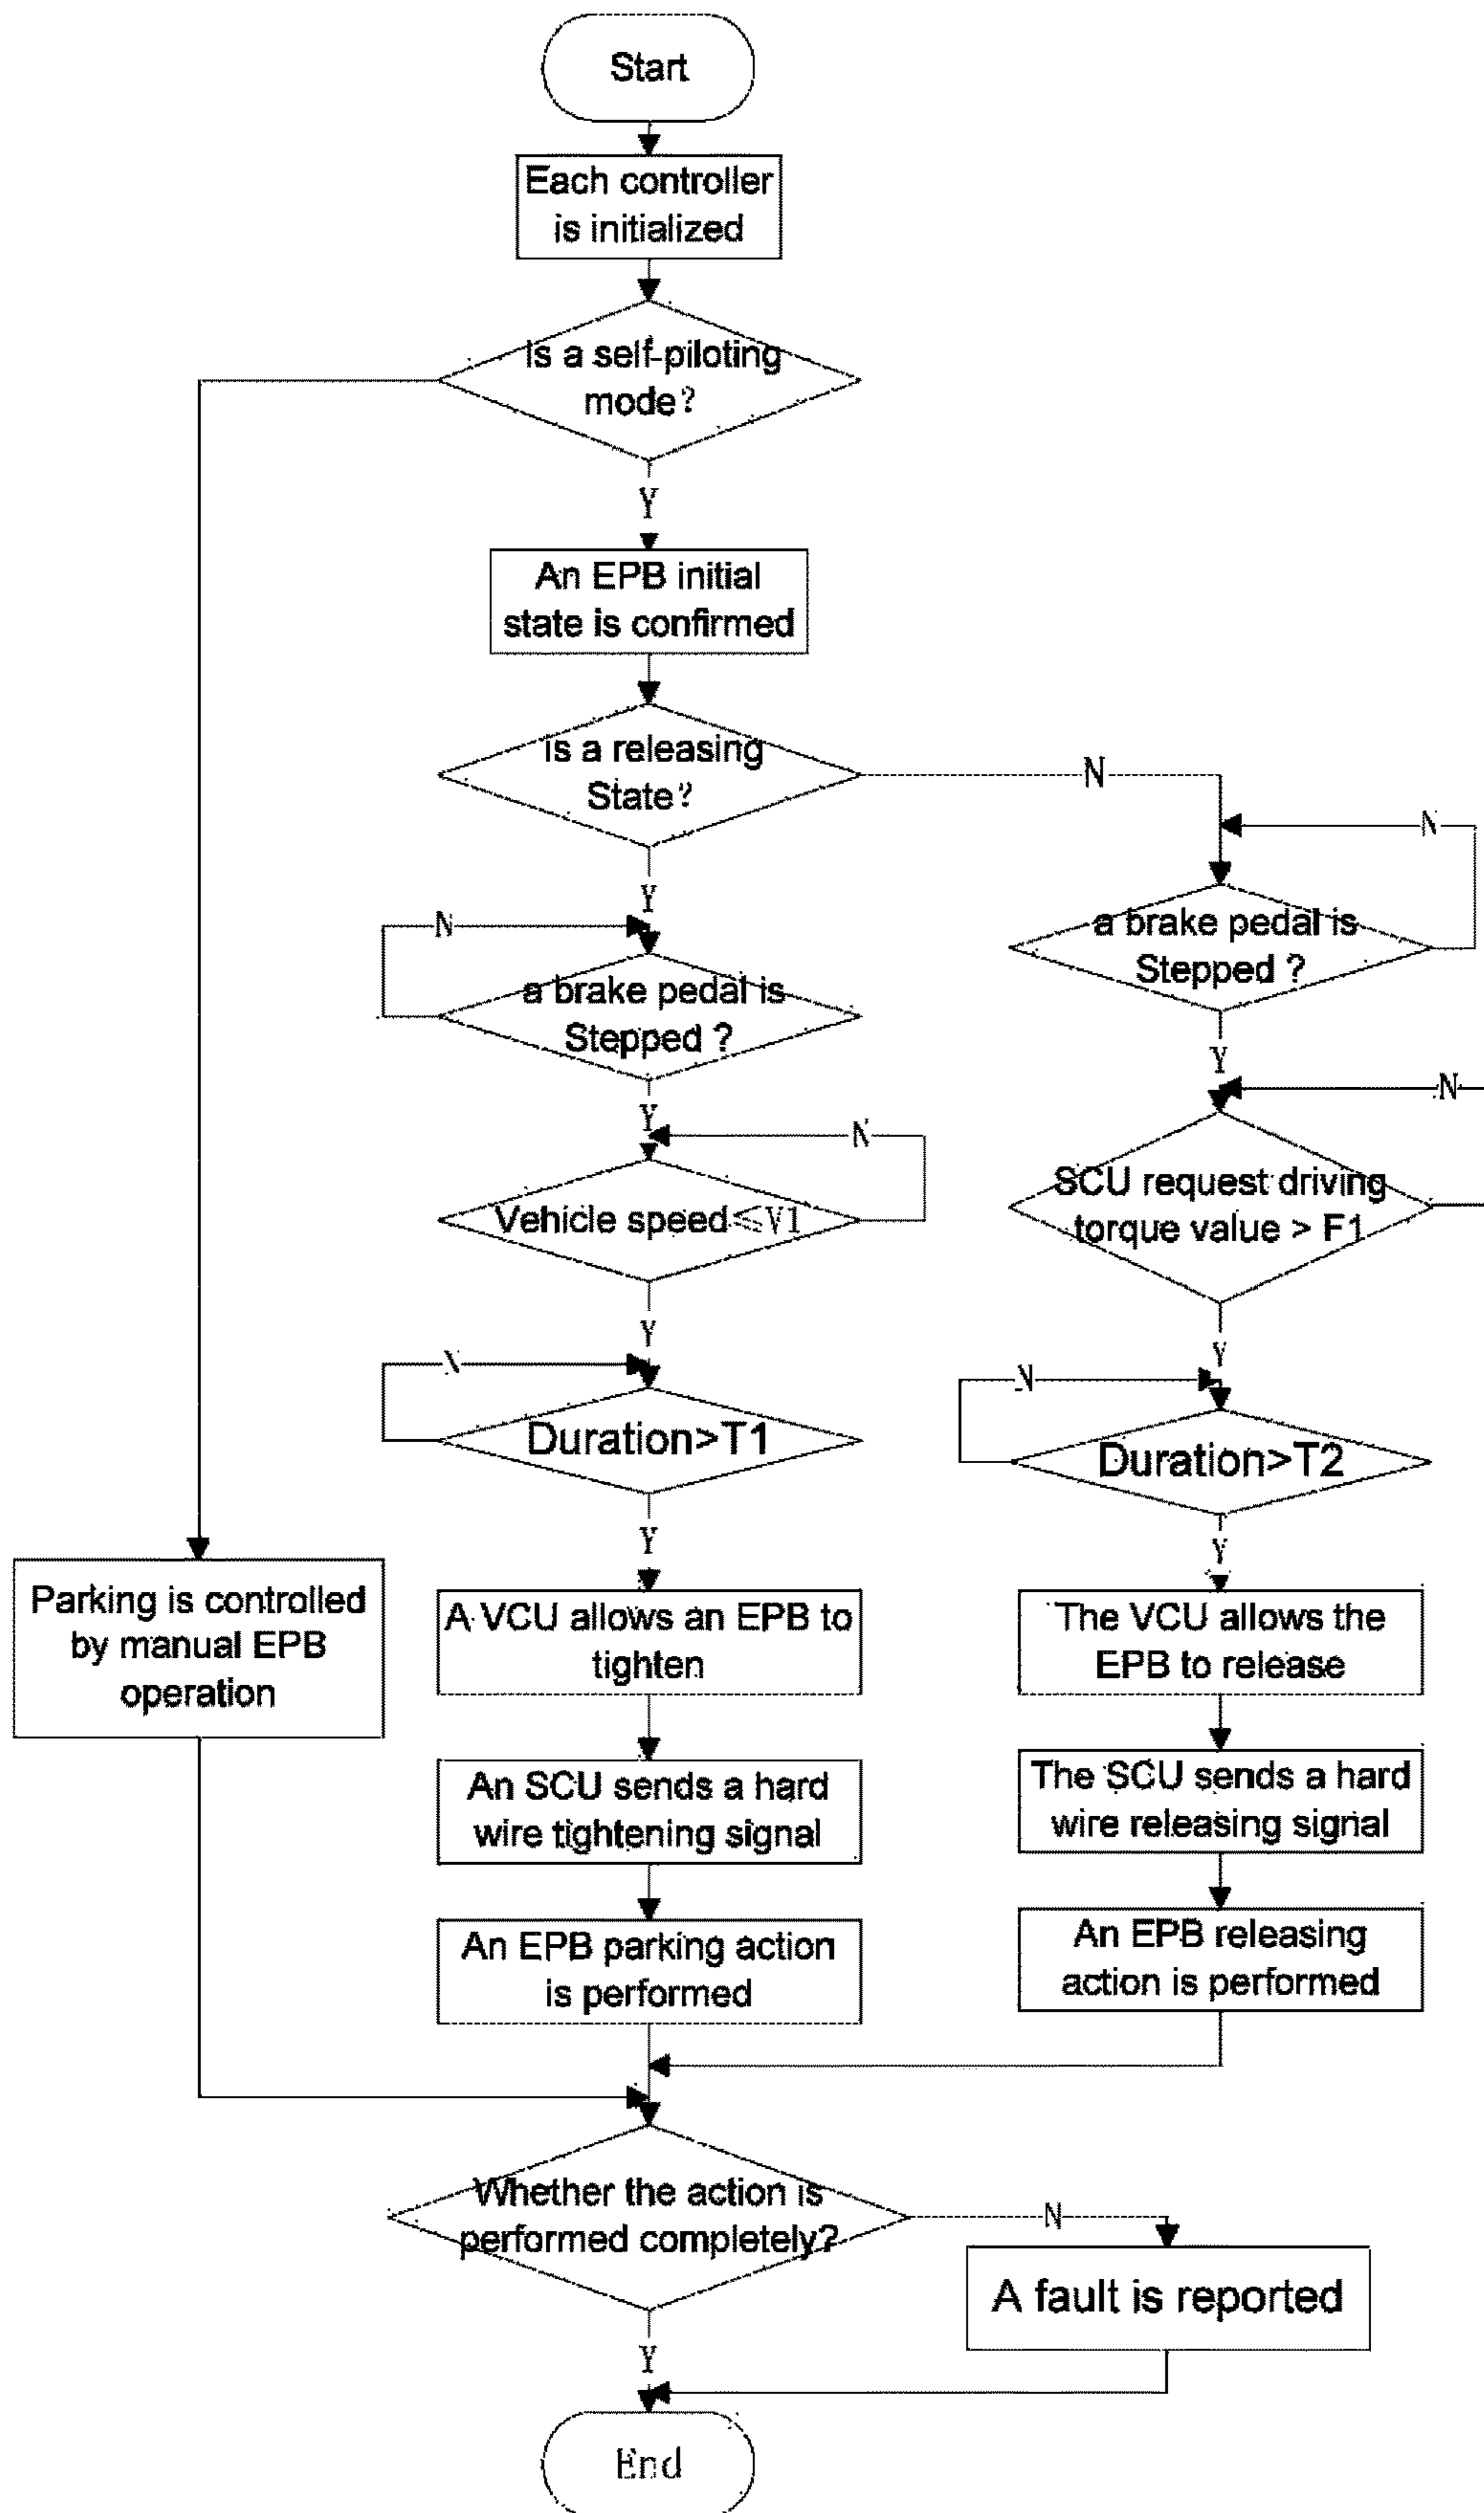 Start
Each controller
is initialized
Is a self-piloting
mode?
Y
An EPB initial
state is confirmed
is a releasing
State?
N
Y
N
a brake pedal is
Stepped ?
N
a brake pedal is
Stepped ?
Y
Y
N
N
SCU request driving
torque value > F1
Vehicle speed≤V1
Y
Y
N
N
Duration>T1
Duration>T2
Y
Y
Parking is controlled
by manual EPB
operation
A VCU allows an EPB to
tighten
The VCU allows the
EPB to release
An SCU sends a hard
wire tightening signal
The SCU sends a hard
wire releasing signal
An EPB parking action
is performed
An EPB releasing
action is performed
Whether the action is
performed completely?
N
A fault is reported
Y
End